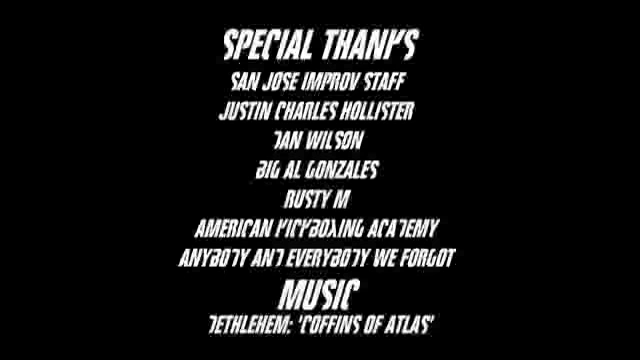 SPECIAL THANKS
SAN JOSE IMPROV STAFF
JUSTIN CHARLES HOLLISTER
DAN WILSON
BIG AL GONZALES
RUSTY M
AMERICAN KICKBOXING ACADEMY
ANYBODY AND EVERYBODY WE FORGOT
MUSIC
BETHLEHEM: 'COFFINS OF ATLAS'